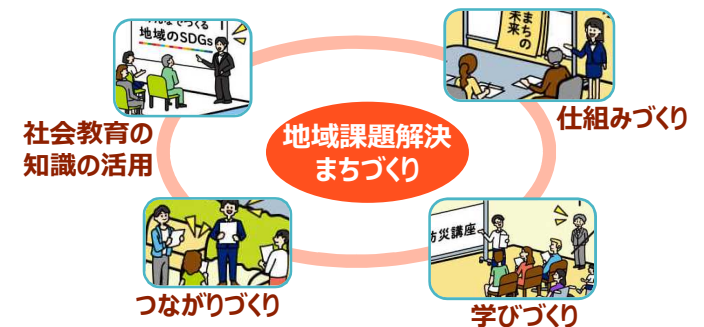 地域のSDGs
まちの
未来
社会教育の
知識の活用
仕組みづくり
地域課題解決
まちづくり
防災講座
つながりづくり
学びづくり